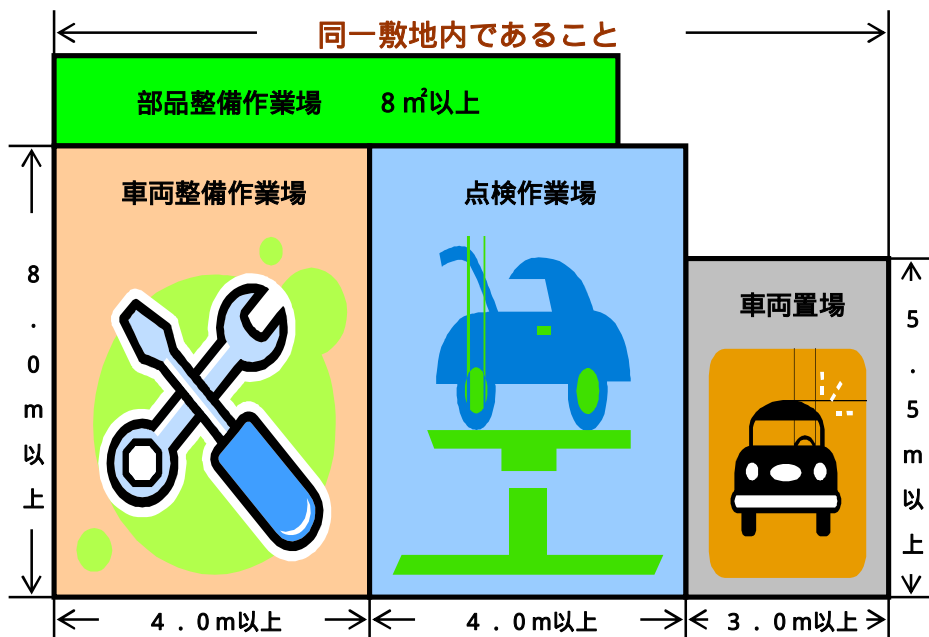 同一敷地内であること
部品整備作業場 8㎡以上
車両整備作業場
点検作業場
車両置場
8.0m以上
5.5m以上
4.0m以上
4.0m以上
3.0m以上